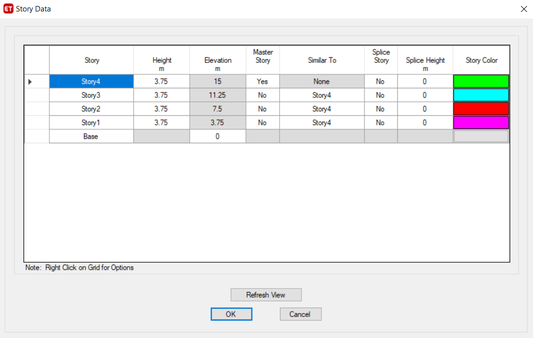 ET Story Data
Story Height m Elevation m Master Story Similar To Splice Story Splice Height m Story Color
Story4 3.75 15 Yes None No 0
Story3 3.75 11.25 No Story4 No 0
Story2 3.75 7.5 No Story4 No 0
Story1 3.75 3.75 No Story4 No 0
Base 0
Note: Right Click on Grid for Options
Refresh View
OK Cancel